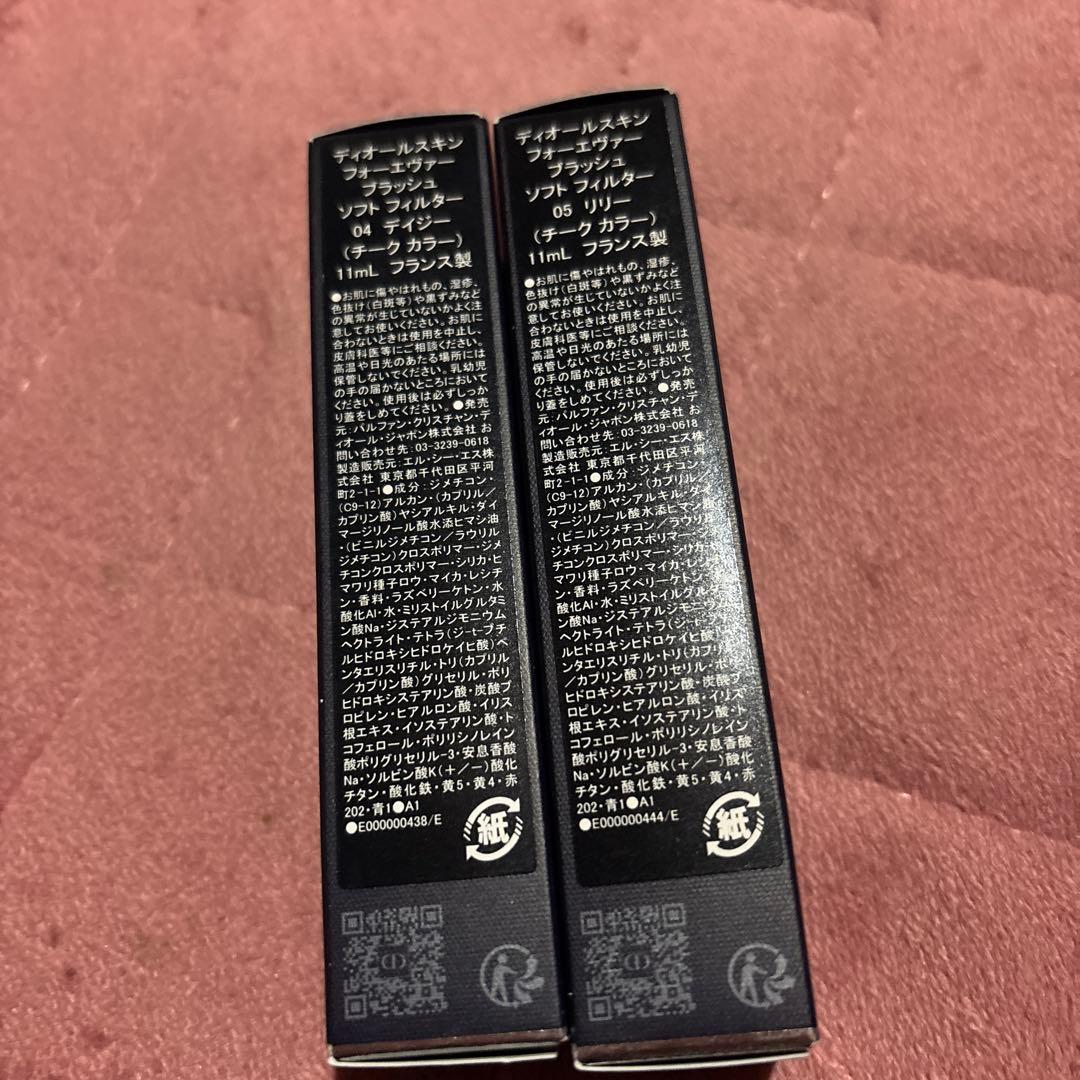 ディオールスキン
フォーエヴァー
ブラッシュ
ソフト フィルター
04 デイジー
(チーク カラー)
11mL フランス製
●お肌に傷やはれもの、湿疹、
色抜け(白斑等)や黒ずみなど
の異常が生じていないかよく注
意してお使いください。お肌に
合わないときは使用を中止し、
皮膚科医等にご相談ください。
高温や日光のあたる場所には
保管しないでください。乳幼児
の手の届かないところにおいて
ください。使用後は必ずしっか
り蓋をしめてください。●発売
元:パルファン・クリスチャン・デ
ィオール・ジャポン株式会社 お
問い合わせ先:03-3239-0618
製造販売元:エル・シー・エス株
式会社 東京都千代田区平河
町2-1-1●成分:ジメチコン・
(C9-12)アルカン・(カプリル/
カプリン酸)ヤシアルキル・ダイ
マージリノール酸水添ヒマシ油
・(ビニルジメチコン/ラウリル
ジメチコン)クロスポリマー・ジメ
チコンクロスポリマー・シリカ・ヒ
マワリ種子ロウ・マイカ・レシチ
ン・香料・ラズベリーケトン・水
酸化Al・水・ミリストイルグルタミ
ン酸Na・ジステアルジモニウム
ヘクトライト・テトラ(ジ-t-ブチ
ルヒドロキシヒドロケイヒ酸)ペ
ンタエリスリチル・トリ(カプリル
/カプリン酸)グリセリル・ポリ
ヒドロキシステアリン酸・炭酸プ
ロピレン・ヒアルロン酸・イリス
根エキス・イソステアリン酸・ト
コフェロール・ポリリシノレイン
酸ポリグリセリル-3・安息香酸
Na・ソルビン酸K(+/-)酸化
チタン・酸化鉄・黄5・黄4・赤
202・青1●A1
●E000000438/E
紙
ディオールスキン
フォーエヴァー
ブラッシュ
ソフト フィルター
05 リリー
(チーク カラー)
11mL フランス製
●お肌に傷やはれもの、湿疹、
色抜け(白斑等)や黒ずみなど
の異常が生じていないかよく注
意してお使いください。お肌に
合わないときは使用を中止し、
皮膚科医等にご相談ください。
高温や日光のあたる場所には
保管しないでください。乳幼児
の手の届かないところにおいて
ください。使用後は必ずしっか
り蓋をしめてください。●発売
元:パルファン・クリスチャン・デ
ィオール・ジャポン株式会社 お
問い合わせ先:03-3239-0618
製造販売元:エル・シー・エス株
式会社 東京都千代田区平河
町2-1-1●成分:ジメチコン・
(C9-12)アルカン・(カプリル/
カプリン酸)ヤシアルキル・ダイ
マージリノール酸水添ヒマシ油
・(ビニルジメチコン/ラウリル
ジメチコン)クロスポリマー・ジメ
チコンクロスポリマー・シリカ・ヒ
マワリ種子ロウ・マイカ・レシチ
ン・香料・ラズベリーケトン・水
酸化Al・水・ミリストイルグルタミ
ン酸Na・ジステアルジモニウム
ヘクトライト・テトラ(ジ-t-ブチ
ルヒドロキシヒドロケイヒ酸)ペ
ンタエリスリチル・トリ(カプリル
/カプリン酸)グリセリル・ポリ
ヒドロキシステアリン酸・炭酸プ
ロピレン・ヒアルロン酸・イリス
根エキス・イソステアリン酸・ト
コフェロール・ポリリシノレイン
酸ポリグリセリル-3・安息香酸
Na・ソルビン酸K(+/-)酸化
チタン・酸化鉄・黄5・黄4・赤
202・青1●A1
●E000000444/E
紙